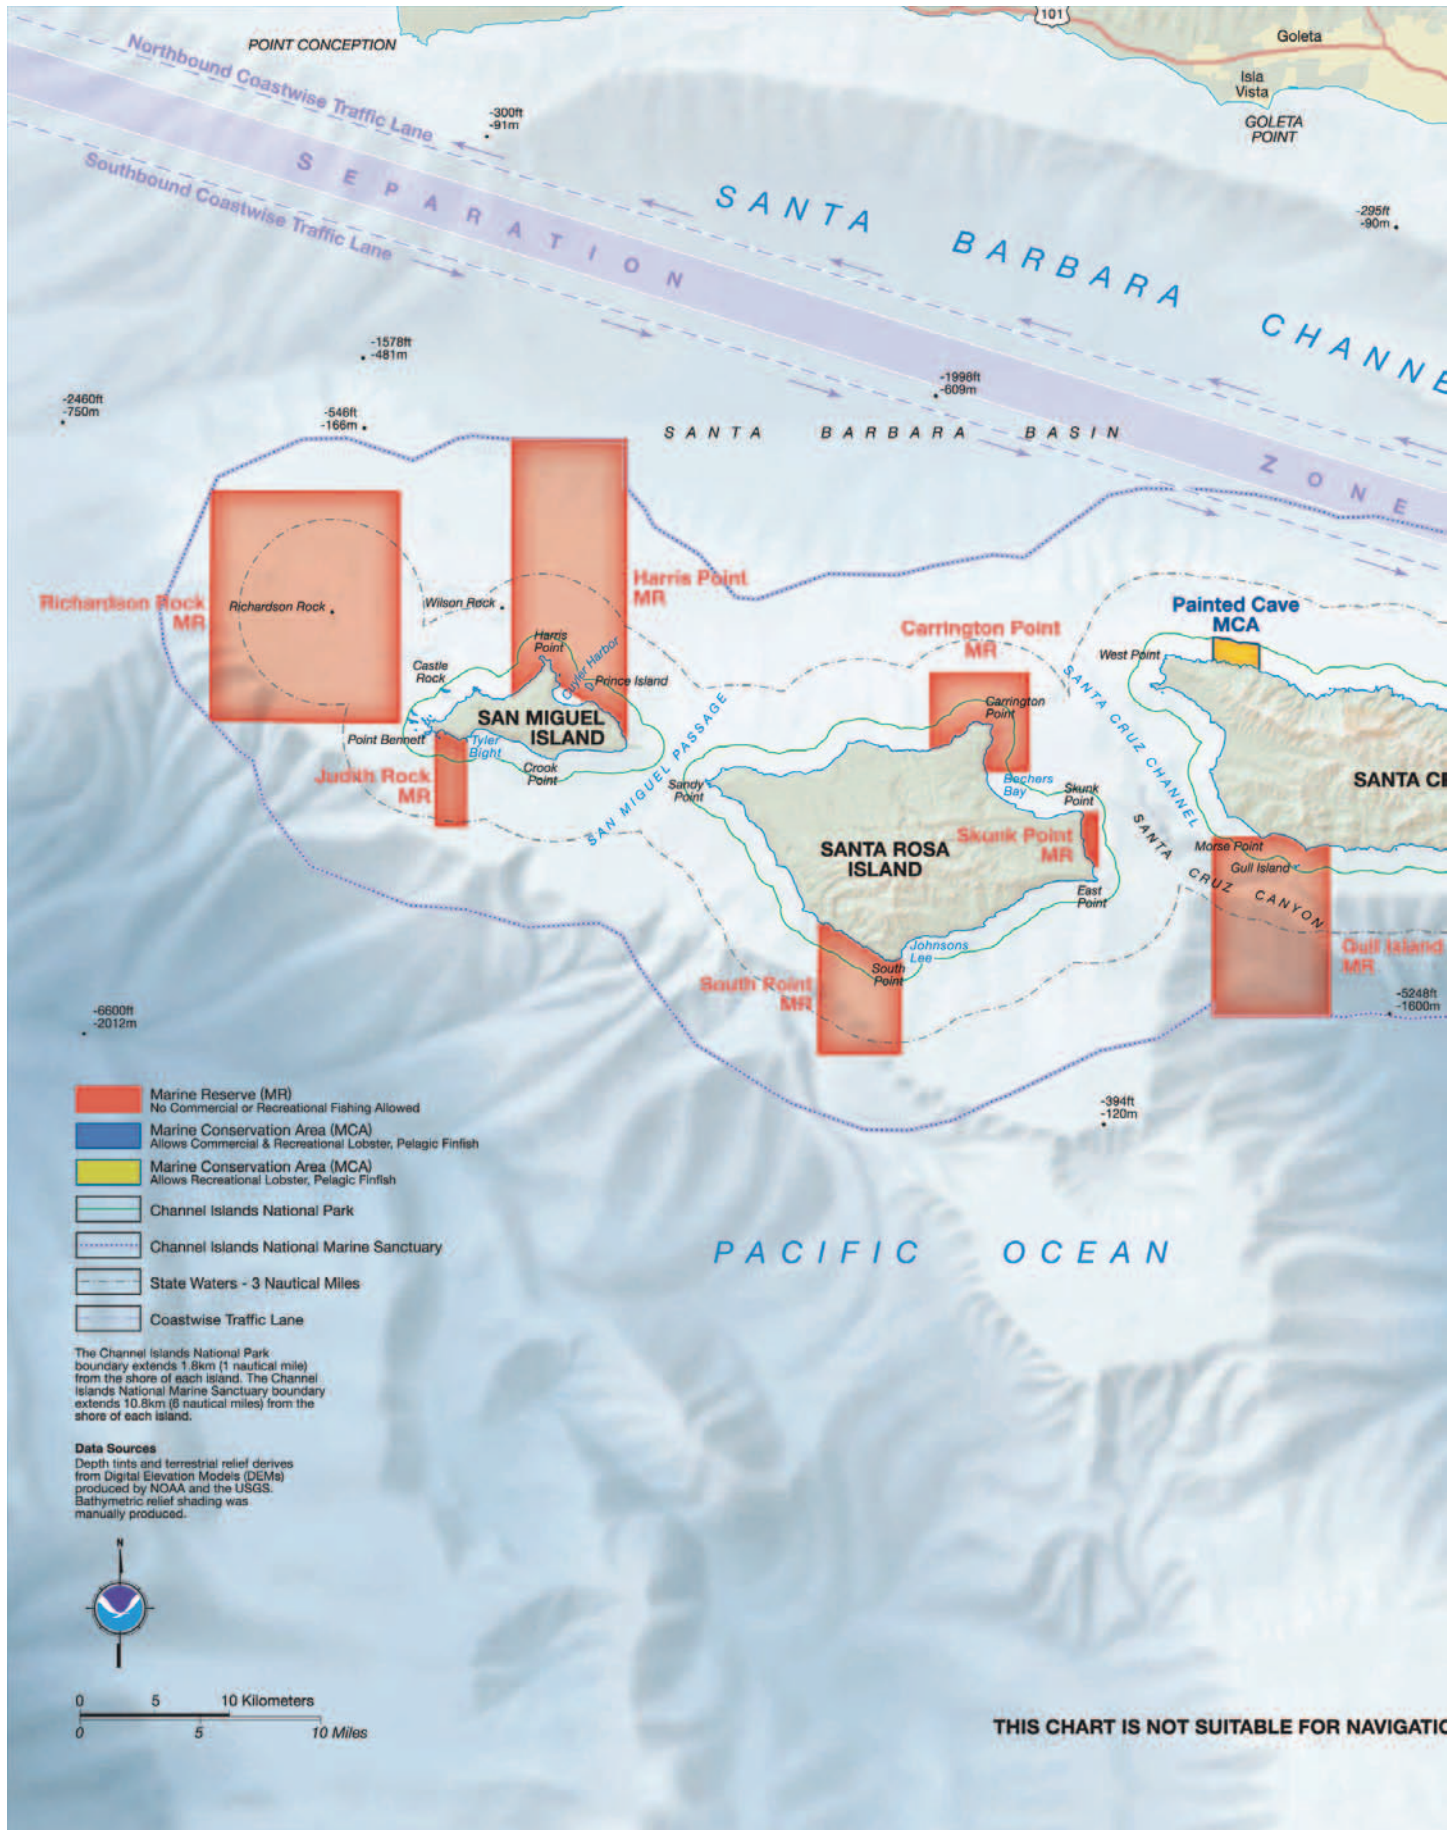 101
Goleta
POINT CONCEPTION
Isla
Vista
GOLETA
POINT
Northbound Coastwise Traffic Lane
-300ft
-91m
Southbound Coastwise Traffic Lane
SEPARATION
SANTA BARBARA CHANNE
-295ft
-90m
-1578ft
-481m
-1998ft
-609m
-2460ft
-750m
-546ft
-166m
SANTA BARBARA BASIN
ZONE
Richardson Rock
MR
Richardson Rock
Wilson Rock
Harris Point
MR
Harris
Point
Cuyler Harbor
Prince Island
Castle
Rock
SAN MIGUEL
ISLAND
Point Bennett
Tyler
Bight
Crook
Point
Judith Rock
MR
SAN MIGUEL PASSAGE
Carrington Point
MR
Carrington
Point
Painted Cave
MCA
West Point
SANTA CRUZ CHANNEL
Sandy
Point
Bechers
Bay
Skunk
Point
SANTA CR
SANTA ROSA
ISLAND
Skunk Point
MR
SANTA CRUZ CANYON
Morse Point
Gull Island
East
Point
Gull Island
MR
Johnsons
Lee
South
Point
South Point
MR
-5248ft
-1600m
-6600ft
-2012m
-394ft
-120m
Marine Reserve (MR)
No Commercial or Recreational Fishing Allowed
Marine Conservation Area (MCA)
Allows Commercial & Recreational Lobster, Pelagic Finfish
Marine Conservation Area (MCA)
Allows Recreational Lobster, Pelagic Finfish
Channel Islands National Park
Channel Islands National Marine Sanctuary
State Waters - 3 Nautical Miles
Coastwise Traffic Lane
PACIFIC OCEAN
The Channel Islands National Park
boundary extends 1.8km (1 nautical mile)
from the shore of each island. The Channel
Islands National Marine Sanctuary boundary
extends 10.8km (6 nautical miles) from the
shore of each island.
Data Sources
Depth tints and terrestrial relief derives
from Digital Elevation Models (DEMs)
produced by NOAA and the USGS.
Bathymetric relief shading was
manually produced.
N
0 5 10 Kilometers
0 5 10 Miles
THIS CHART IS NOT SUITABLE FOR NAVIGATIO